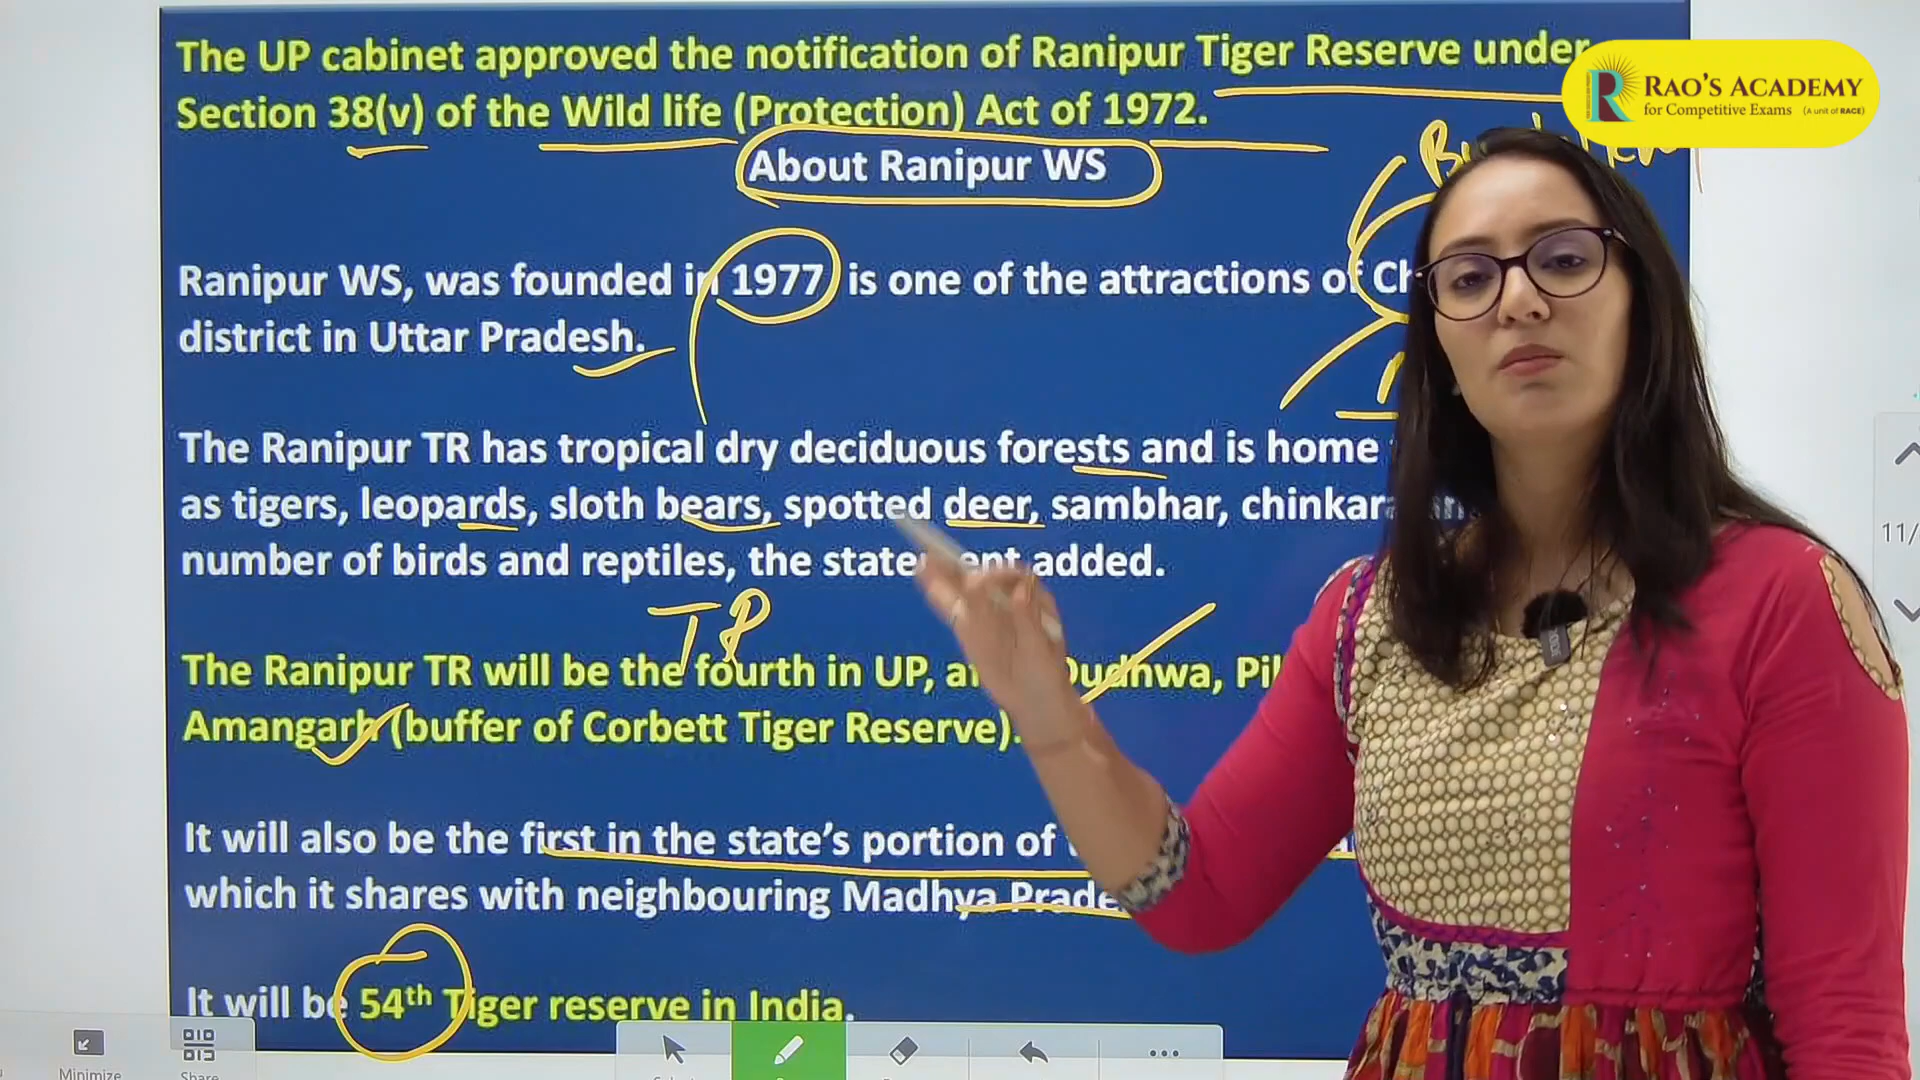 The UP cabinet approved the notification of Ranipur Tiger Reserve under
Section 38(v) of the Wild life (Protection) Act of 1972.
RAO'S ACADEMY
for Competitive Exams (A unit of RACE)
About Ranipur WS
Ranipur WS, was founded in 1977 is one of the attractions of
district in Uttar Pradesh.
The Ranipur TR has tropical dry deciduous forests and is home
as tigers, leopards, sloth bears, spotted deer, sambhar, chinkara
number of birds and reptiles, the statement added.
TR
The Ranipur TR will be the fourth in UP, Dudhwa,
Amangarh (buffer of Corbett Tiger Reserve).
It will also be the first in the state's portion of
which it shares with neighbouring Madhya
It will be 54th Tiger reserve in India.
11/
Minimize
Share